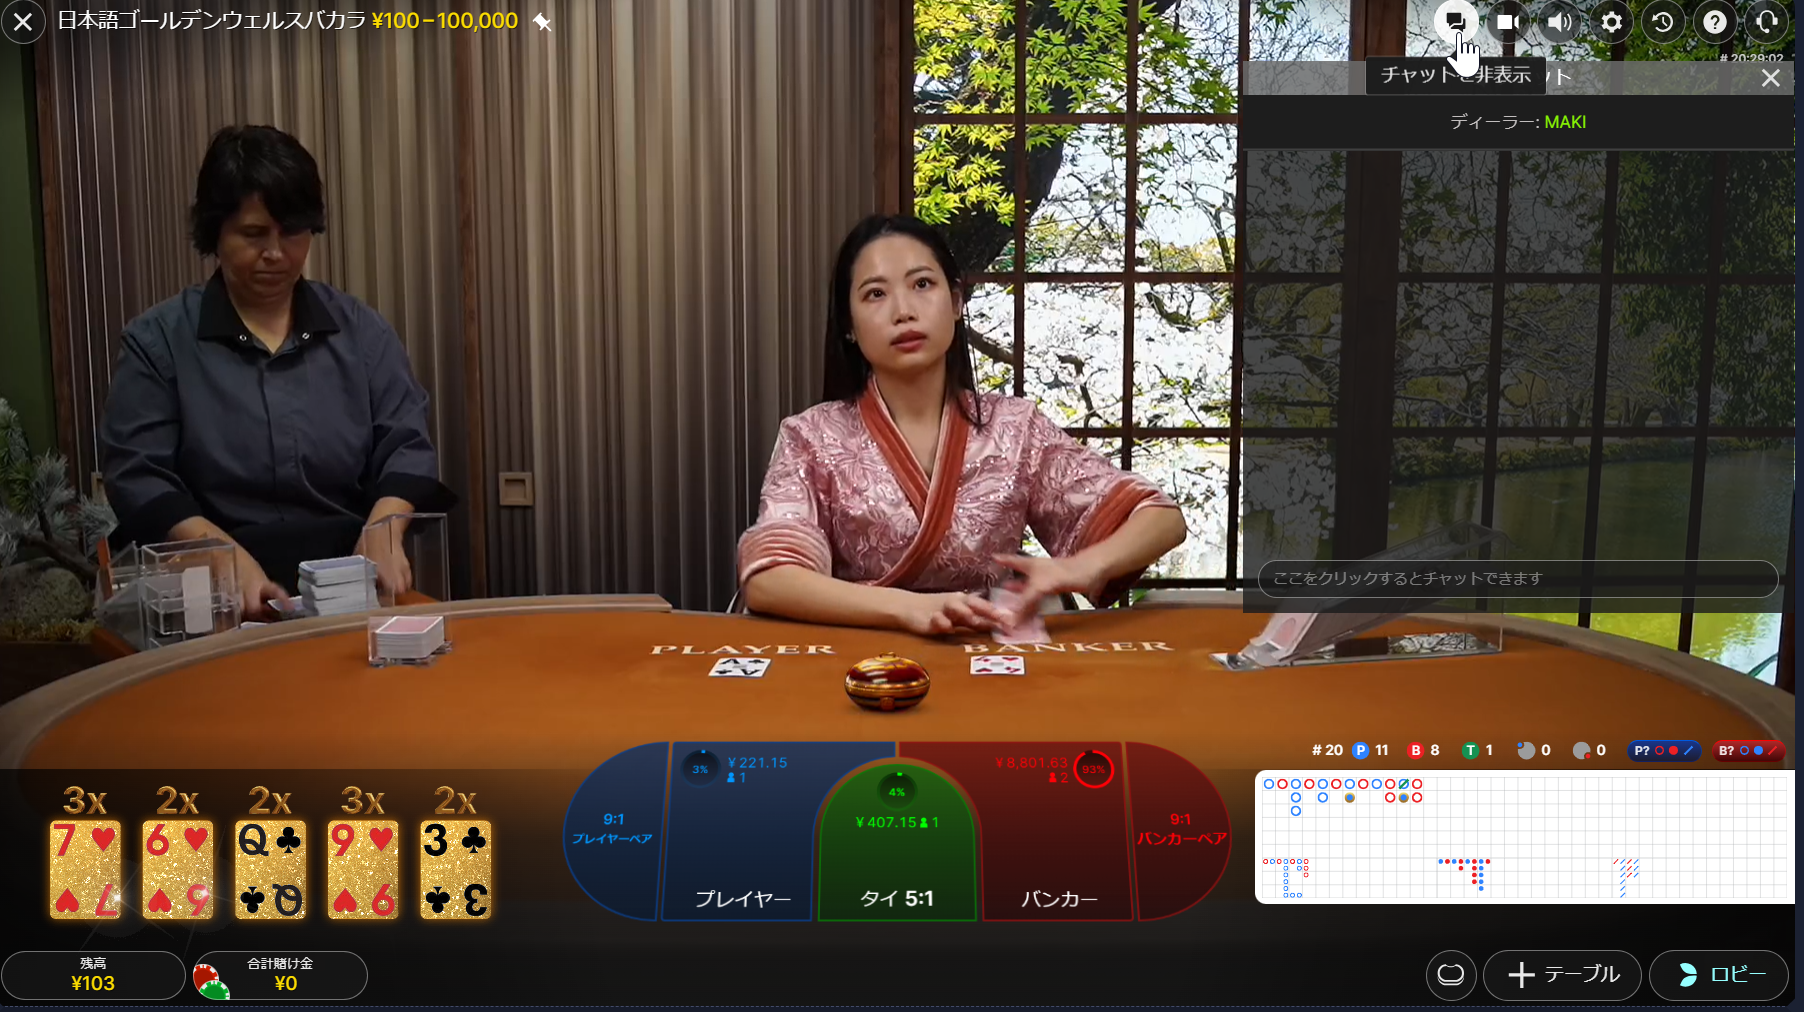 日本語ゴールデンウェルスバカラ ¥100–100,000
# 20:29:02
チャットを非表示
ット
ディーラー: MAKI
ここをクリックするとチャットできます
PLAYER
BANKER
# 20 P 11 B 8 T 1 0 0 P? B?
3x 2x 2x 3x 2x
7 6 Q 9 3
7 6 Q 9 3
3% ¥221.15
1
¥8,801.63 93%
2
4%
¥407.15 1
9:1
プレイヤーペア
9:1
バンカーペア
プレイヤー
タイ 5:1
バンカー
残高
¥103
合計賭け金
¥0
テーブル
ロビー